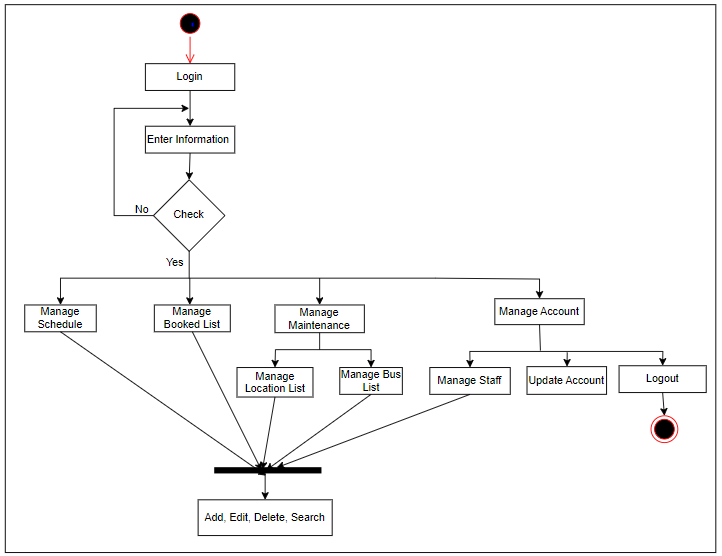 Login
Enter Information
No
Check
Yes
Manage
Schedule
Manage
Booked List
Manage
Maintenance
Manage Account
Manage
Location List
Manage Bus
List
Manage Staff
Update Account
Logout
Add, Edit, Delete, Search